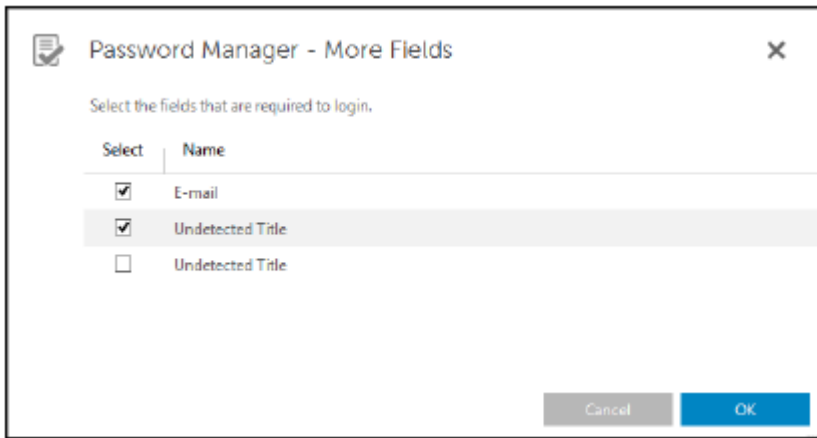 Password Manager - More Fields
Select the fields that are required to login.
Select Name
E-mail
Undetected Title
Undetected Title
Cancel OK